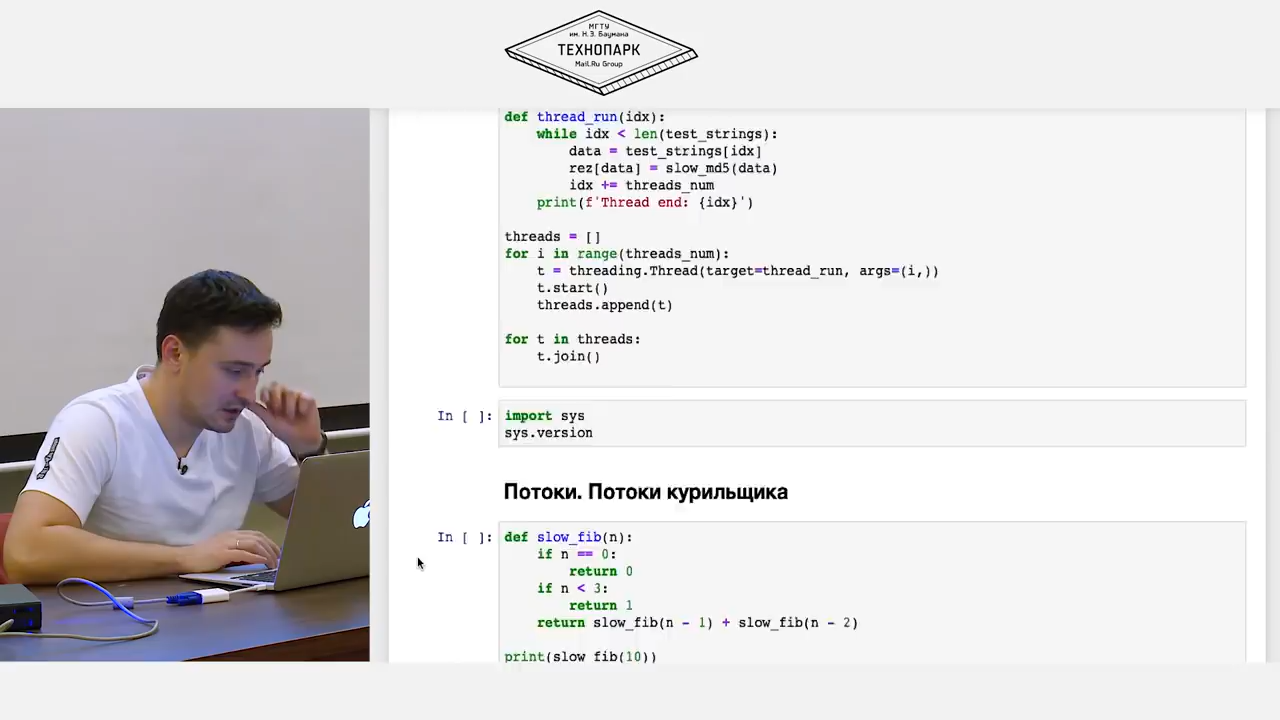 МГТУ
им. Н.Э. Баумана
ТЕХНОПАРК
Mail.Ru Group
def thread_run(idx):
    while idx < len(test_strings):
        data = test_strings[idx]
        rez[data] = slow_md5(data)
        idx += threads_num
    print(f'Thread end: {idx}')
threads = []
for i in range(threads_num):
    t = threading.Thread(target=thread_run, args=(i,))
    t.start()
    threads.append(t)
for t in threads:
    t.join()
In [ ]: import sys
sys.version
Потоки. Потоки курильщика
In [ ]: def slow_fib(n):
    if n == 0:
        return 0
    if n < 3:
        return 1
    return slow_fib(n - 1) + slow_fib(n - 2)
print(slow_fib(10))